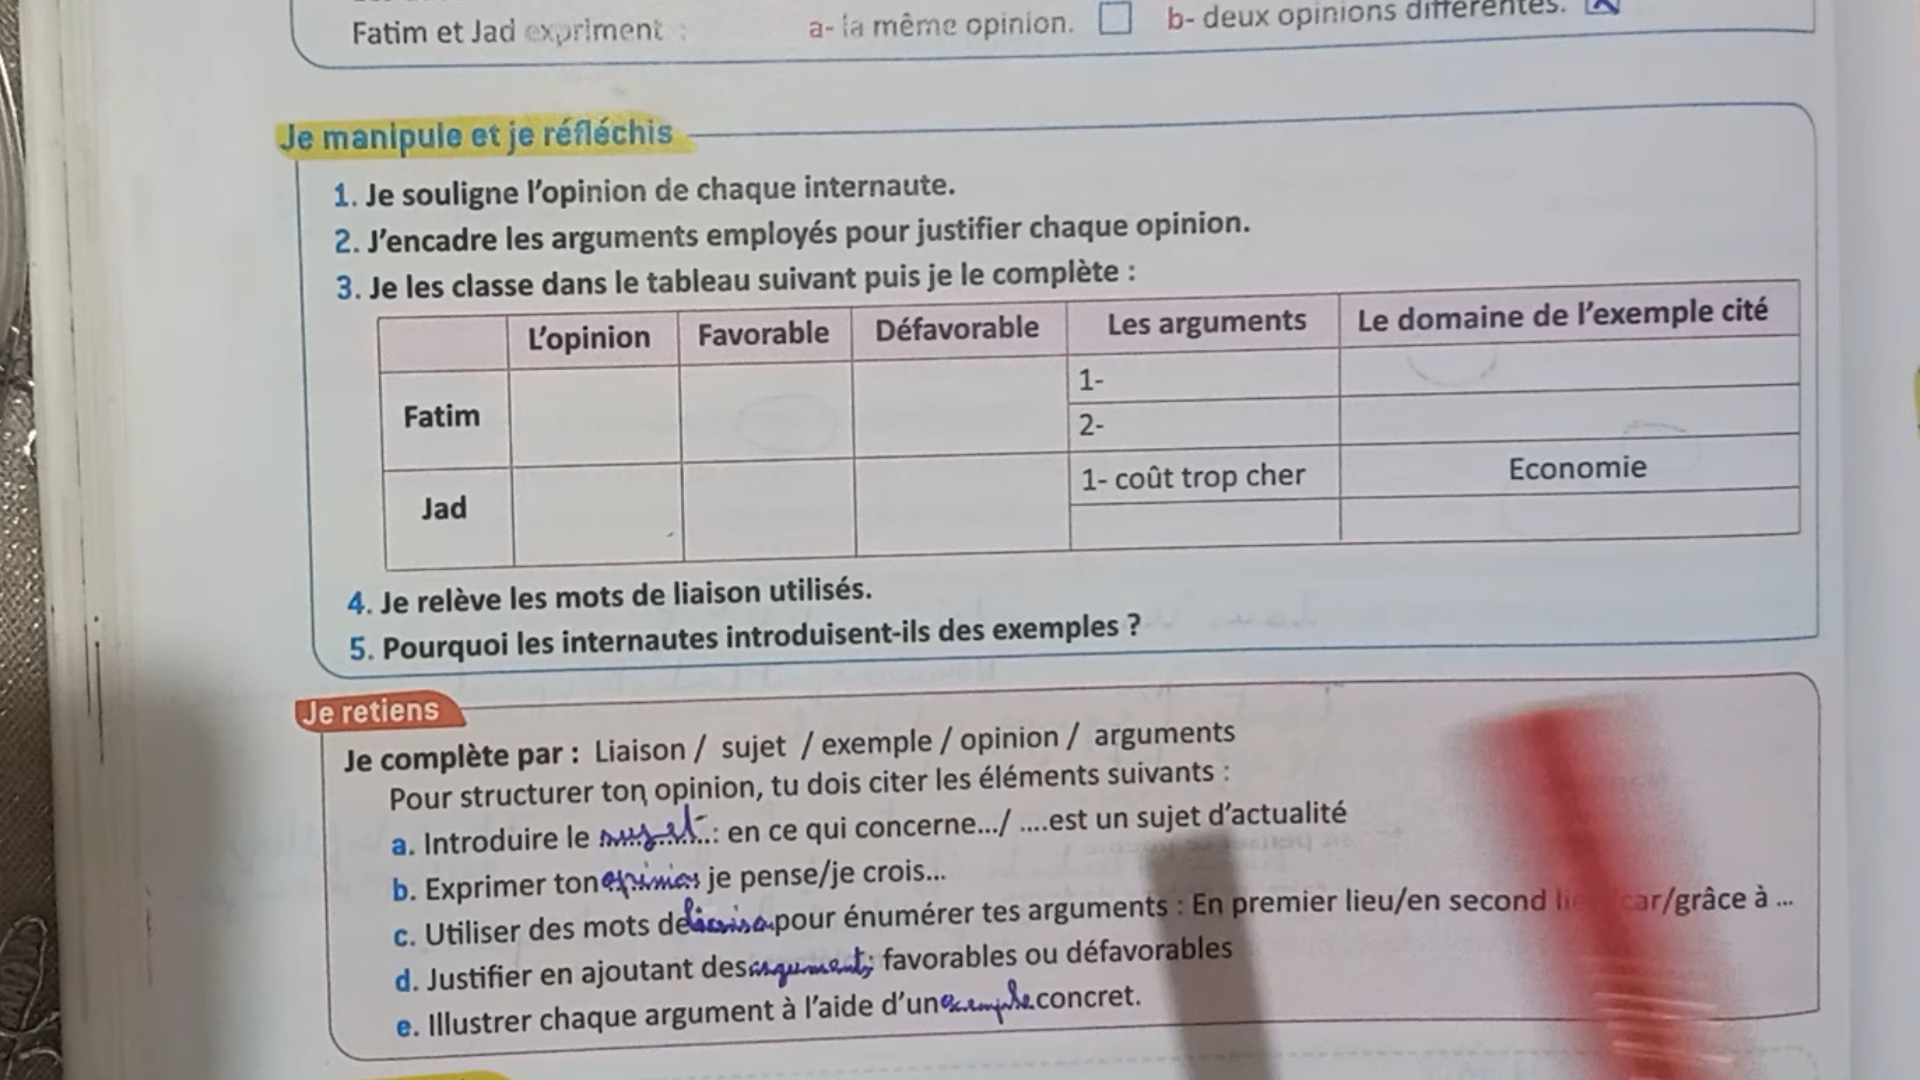 Fatim et Jad expriment : a- la même opinion. b- deux opinions différentes.
Je manipule et je réfléchis
1. Je souligne l'opinion de chaque internaute.
2. J'encadre les arguments employés pour justifier chaque opinion.
3. Je les classe dans le tableau suivant puis je le complète :
L'opinion Favorable Défavorable Les arguments Le domaine de l'exemple cité
Fatim 1-
2-
Jad 1- coût trop cher Economie
4. Je relève les mots de liaison utilisés.
5. Pourquoi les internautes introduisent-ils des exemples ?
Je retiens
Je complète par : Liaison / sujet / exemple / opinion / arguments
Pour structurer ton opinion, tu dois citer les éléments suivants :
a. Introduire le sujet : en ce qui concerne.../ ....est un sujet d'actualité
b. Exprimer ton opinion je pense/je crois...
c. Utiliser des mots de liaison pour énumérer tes arguments : En premier lieu/en second car/grâce à ...
d. Justifier en ajoutant des arguments favorables ou défavorables
e. Illustrer chaque argument à l'aide d'un exemple concret.